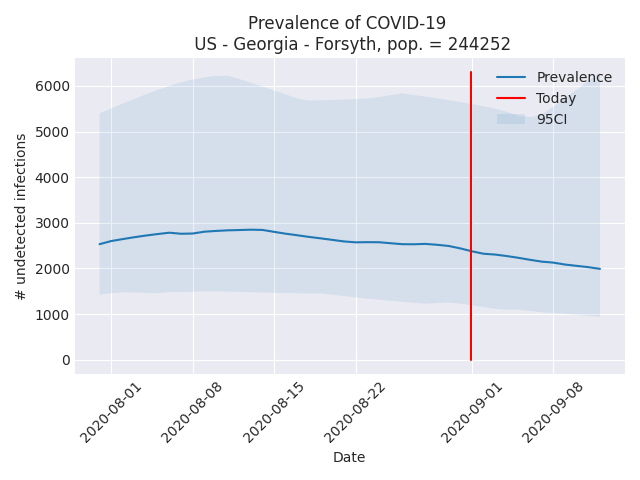 Prevalence of COVID-19
US - Georgia - Forsyth, pop. = 244252
6000
5000
4000
3000
2000
1000
0
# undetected infections
Prevalence
Today
95CI
2020-08-01
2020-08-08
2020-08-15
2020-08-22
2020-09-01
2020-09-08
Date